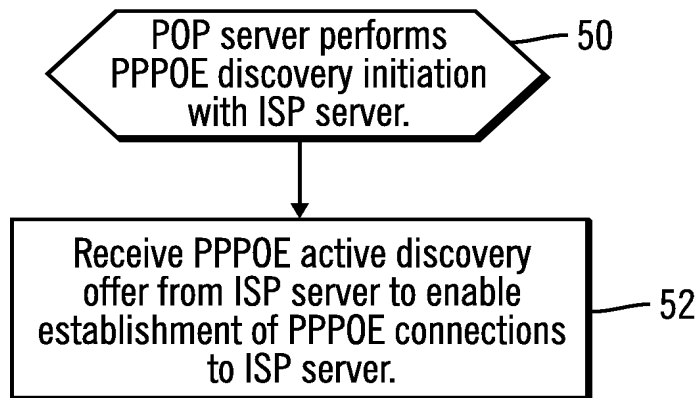 POP server performs
PPPOE discovery initiation
with ISP server.
50
Receive PPPOE active discovery
offer from ISP server to enable
establishment of PPPOE connections
to ISP server.
52